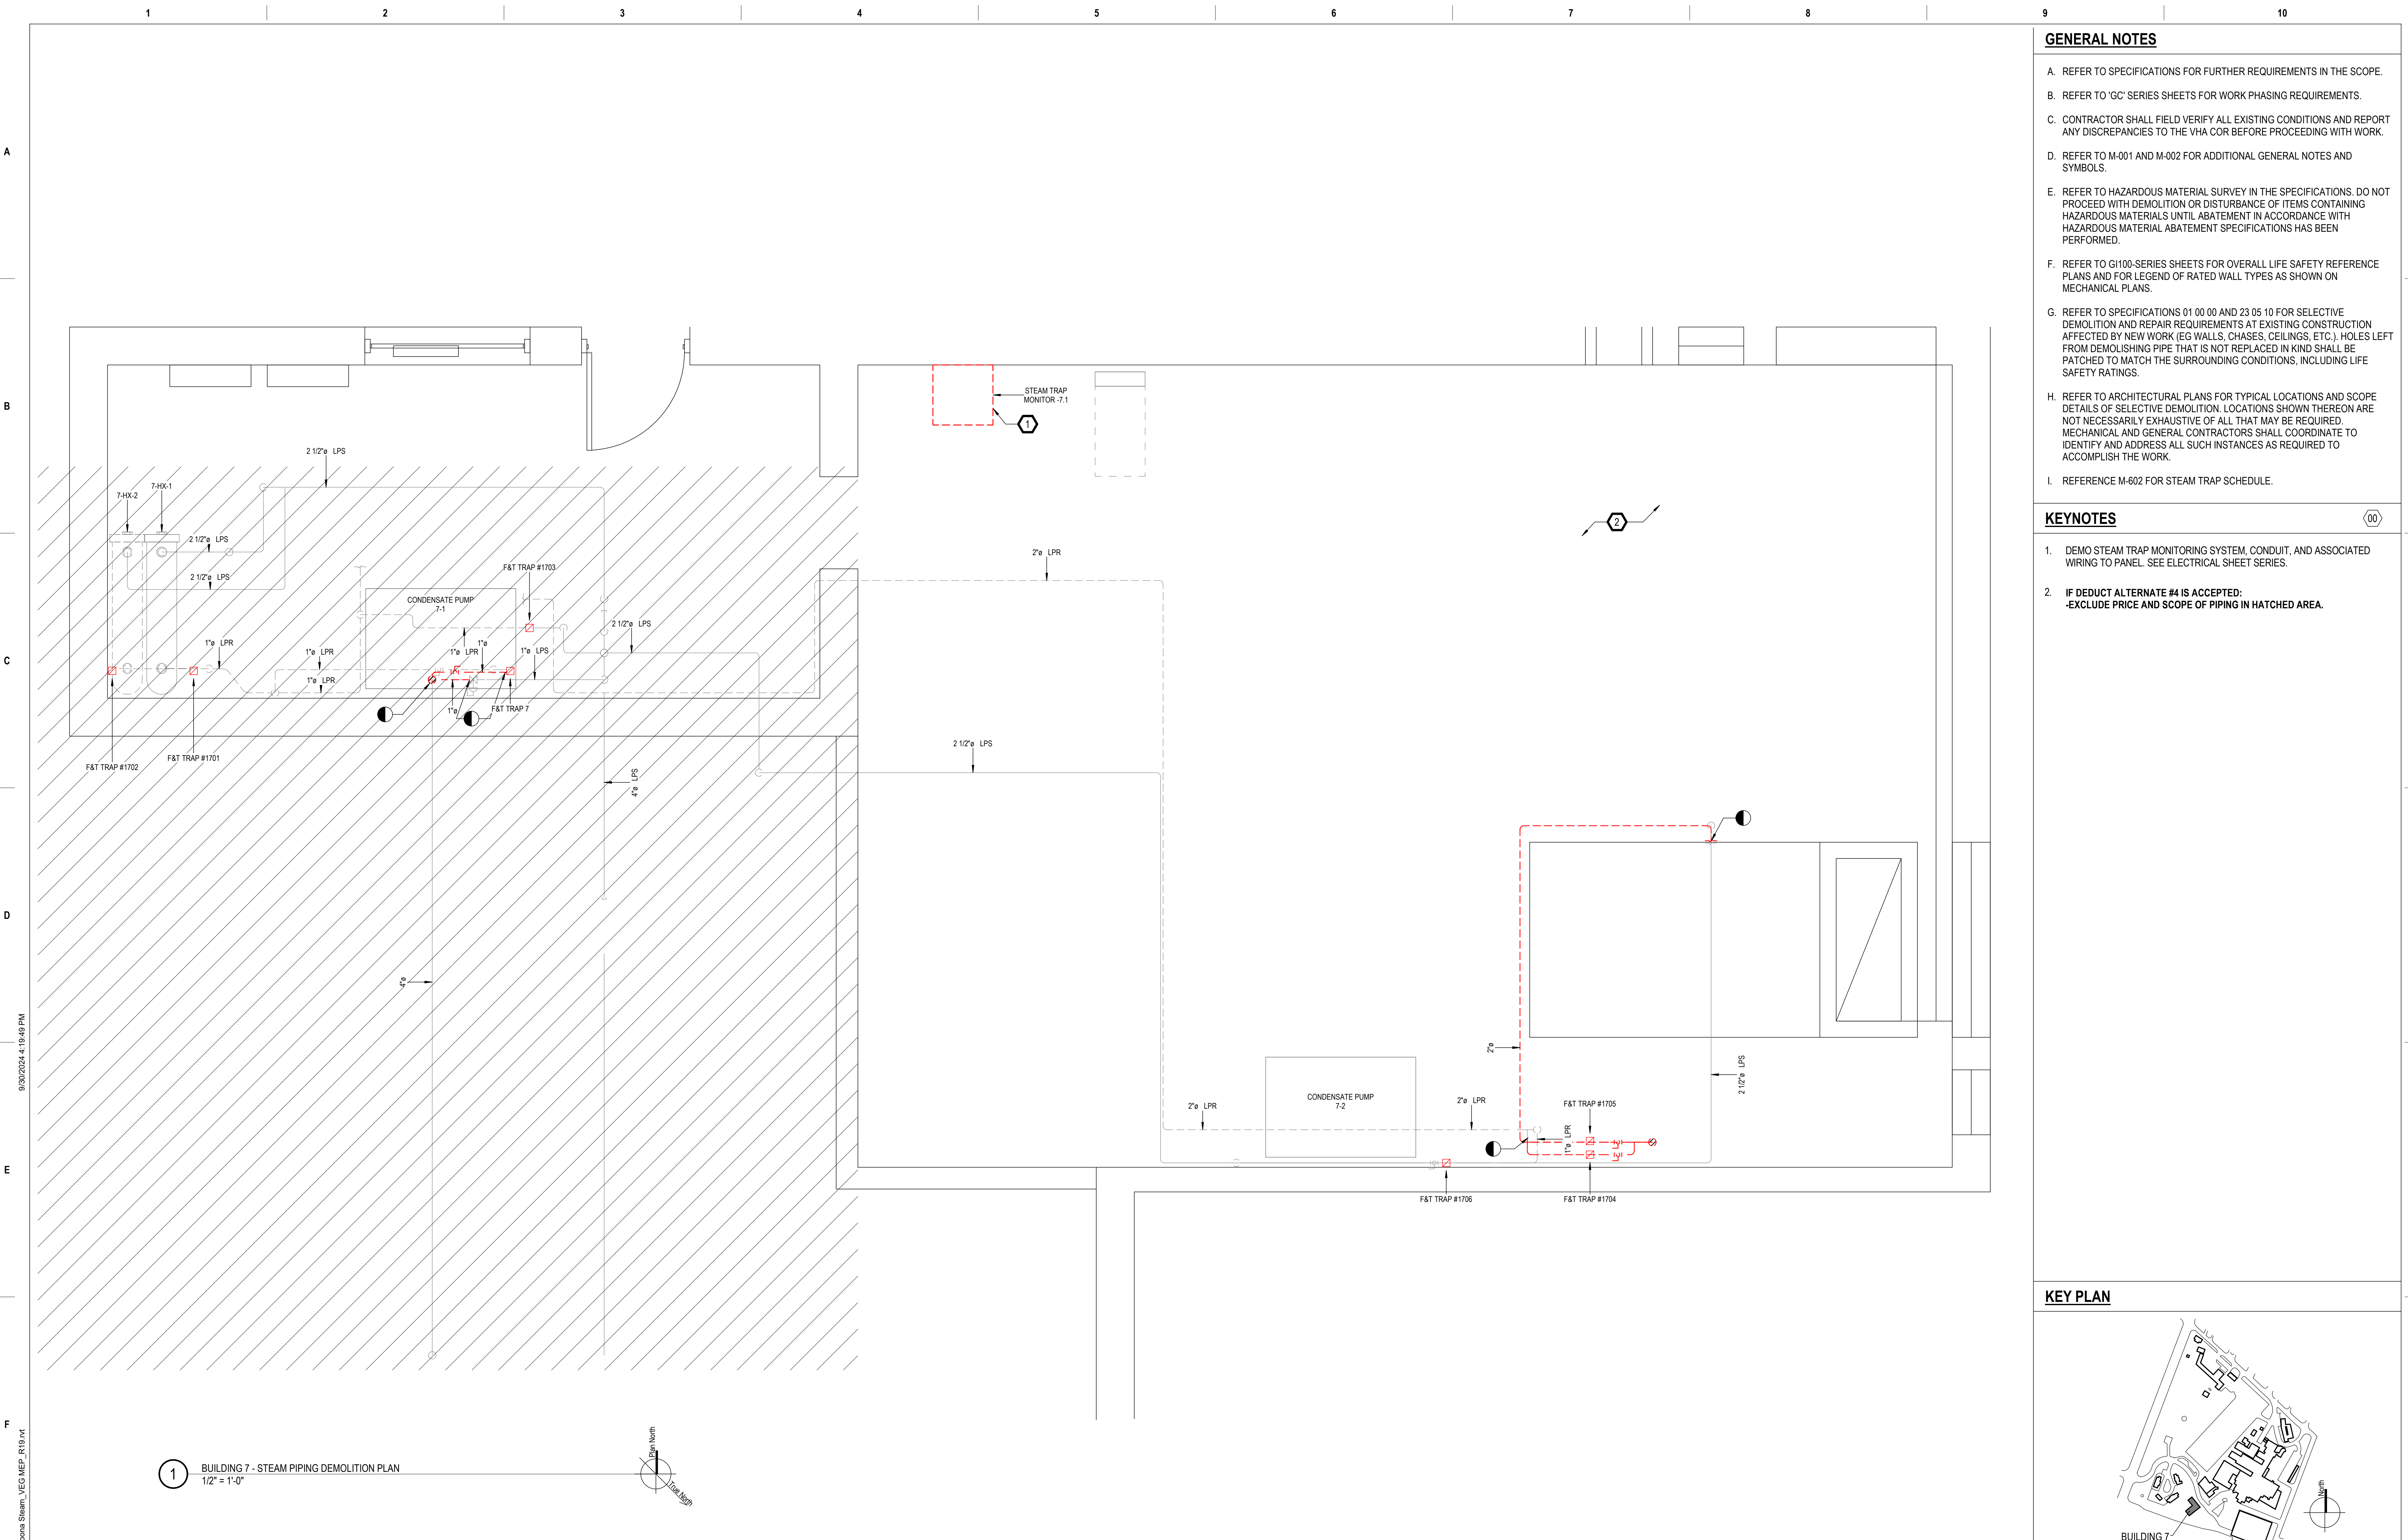 1 2 3 4 5 6 7 8 9 10
A
B
C
D
E
F
GENERAL NOTES
A. REFER TO SPECIFICATIONS FOR FURTHER REQUIREMENTS IN THE SCOPE.
B. REFER TO 'GC' SERIES SHEETS FOR WORK PHASING REQUIREMENTS.
C. CONTRACTOR SHALL FIELD VERIFY ALL EXISTING CONDITIONS AND REPORT
ANY DISCREPANCIES TO THE VHA COR BEFORE PROCEEDING WITH WORK.
D. REFER TO M-001 AND M-002 FOR ADDITIONAL GENERAL NOTES AND
SYMBOLS.
E. REFER TO HAZARDOUS MATERIAL SURVEY IN THE SPECIFICATIONS. DO NOT
PROCEED WITH DEMOLITION OR DISTURBANCE OF ITEMS CONTAINING
HAZARDOUS MATERIALS UNTIL ABATEMENT IN ACCORDANCE WITH
HAZARDOUS MATERIAL ABATEMENT SPECIFICATIONS HAS BEEN
PERFORMED.
F. REFER TO GI100-SERIES SHEETS FOR OVERALL LIFE SAFETY REFERENCE
PLANS AND FOR LEGEND OF RATED WALL TYPES AS SHOWN ON
MECHANICAL PLANS.
G. REFER TO SPECIFICATIONS 01 00 00 AND 23 05 10 FOR SELECTIVE
DEMOLITION AND REPAIR REQUIREMENTS AT EXISTING CONSTRUCTION
AFFECTED BY NEW WORK (EG WALLS, CHASES, CEILINGS, ETC.). HOLES LEFT
FROM DEMOLISHING PIPE THAT IS NOT REPLACED IN KIND SHALL BE
PATCHED TO MATCH THE SURROUNDING CONDITIONS, INCLUDING LIFE
SAFETY RATINGS.
H. REFER TO ARCHITECTURAL PLANS FOR TYPICAL LOCATIONS AND SCOPE
DETAILS OF SELECTIVE DEMOLITION. LOCATIONS SHOWN THEREON ARE
NOT NECESSARILY EXHAUSTIVE OF ALL THAT MAY BE REQUIRED.
MECHANICAL AND GENERAL CONTRACTORS SHALL COORDINATE TO
IDENTIFY AND ADDRESS ALL SUCH INSTANCES AS REQUIRED TO
ACCOMPLISH THE WORK.
I. REFERENCE M-602 FOR STEAM TRAP SCHEDULE.
KEYNOTES 00
1. DEMO STEAM TRAP MONITORING SYSTEM, CONDUIT, AND ASSOCIATED
WIRING TO PANEL. SEE ELECTRICAL SHEET SERIES.
2. IF DEDUCT ALTERNATE #4 IS ACCEPTED:
-EXCLUDE PRICE AND SCOPE OF PIPING IN HATCHED AREA.
KEY PLAN
North
BUILDING 7
STEAM TRAP
MONITOR -7.1
1
2 1/2"ø LPS
7-HX-2
7-HX-1
2 1/2"ø LPS
2 1/2"ø LPS
2
2"ø LPR
F&T TRAP #1703
CONDENSATE PUMP
7-1
2 1/2"ø LPS
1"ø LPR
1"ø LPR
1"ø LPR
1"ø
1"ø LPS
1"ø LPR
1"ø
F&T TRAP 7
F&T TRAP #1702
F&T TRAP #1701
4"ø LPS
2 1/2"ø LPS
4"ø
2"ø
2 1/2"ø LPS
CONDENSATE PUMP
7-2
2"ø LPR
2"ø LPR
F&T TRAP #1705
1"ø LPR
F&T TRAP #1706
F&T TRAP #1704
1
BUILDING 7 - STEAM PIPING DEMOLITION PLAN
1/2" = 1'-0"
Plan North
True North
9/30/2024 4:19:49 PM
oona Steam_VEG MEP_R19.rvt